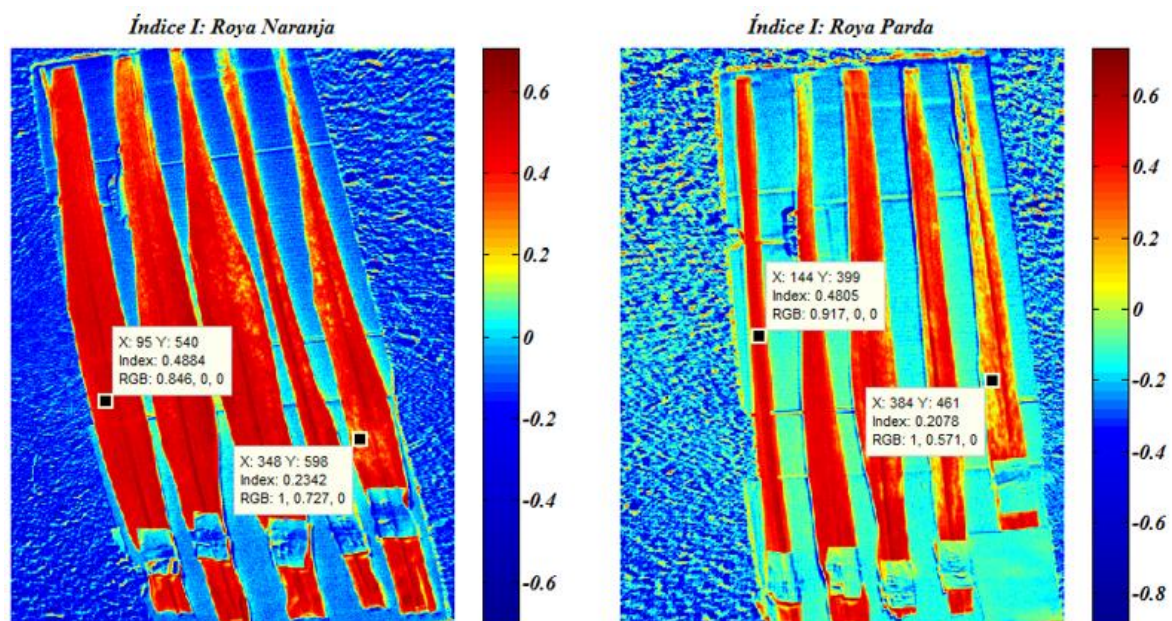 Índice I: Roya Naranja
X: 95 Y: 540
Index: 0.4884
RGB: 0.846, 0, 0
X: 348 Y: 598
Index: 0.2342
RGB: 1, 0.727, 0
0.6
0.4
0.2
0
-0.2
-0.4
-0.6
Índice I: Roya Parda
X: 144 Y: 399
Index: 0.4805
RGB: 0.917, 0, 0
X: 384 Y: 461
Index: 0.2078
RGB: 1, 0.571, 0
0.6
0.4
0.2
0
-0.2
-0.4
-0.6
-0.8